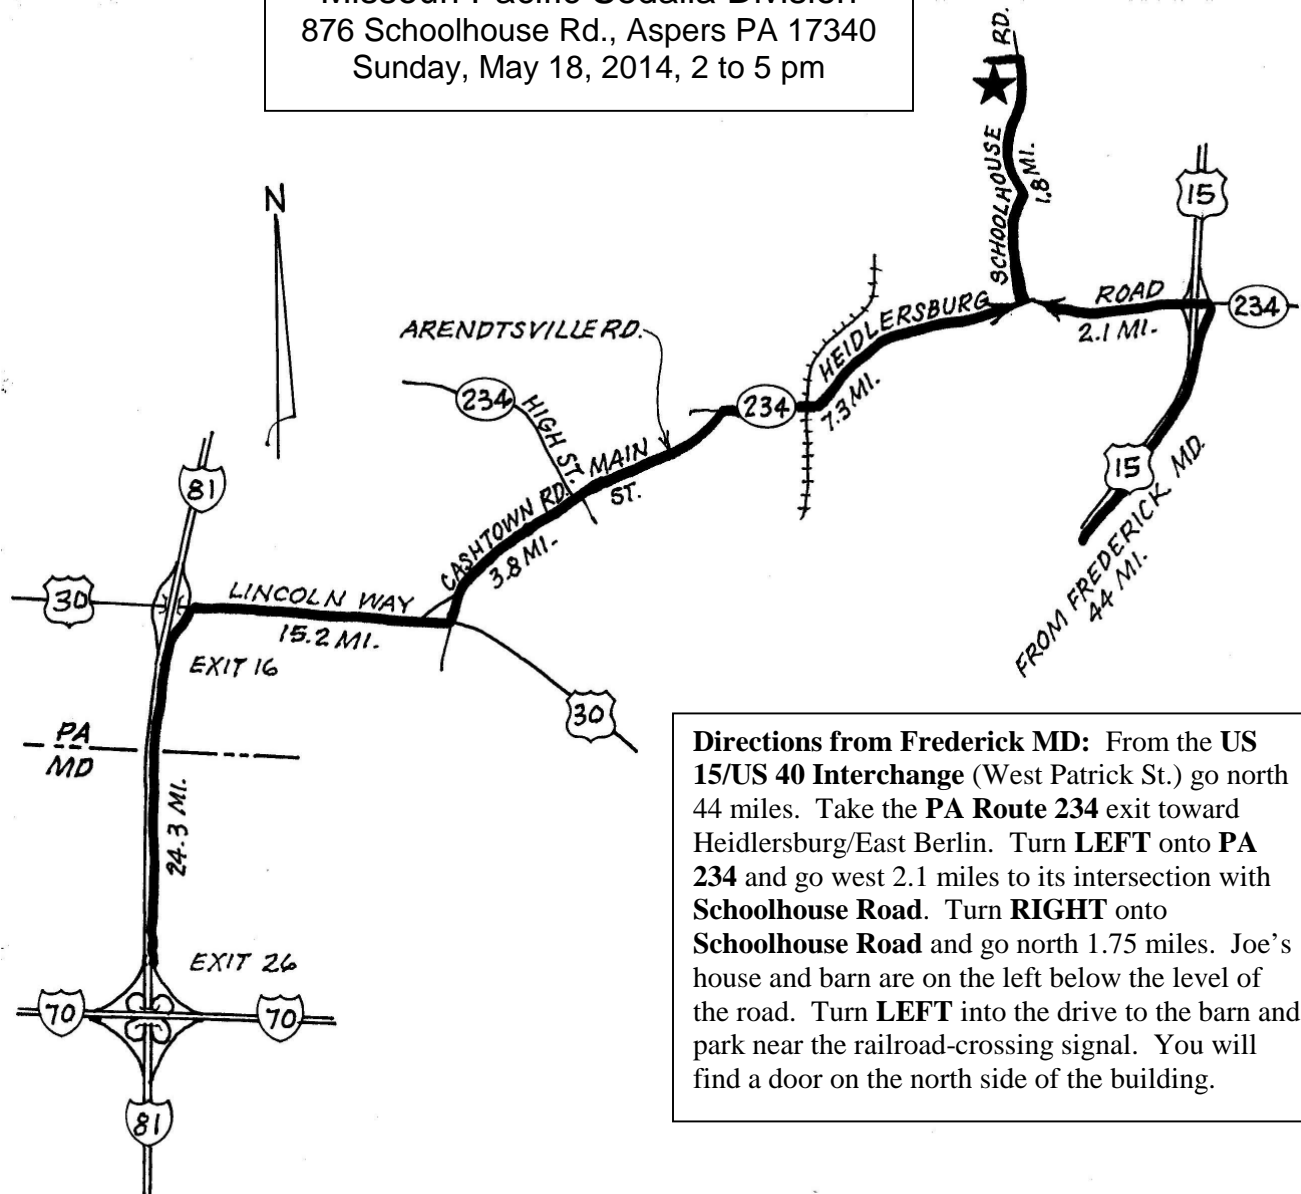 Missouri Pacific Sedalia Division
876 Schoolhouse Rd., Aspers PA 17340
Sunday, May 18, 2014, 2 to 5 pm
RD.
SCHOOLHOUSE
1.8 MI.
15
N
HEIDLERSBURG
ROAD
234
2.1 MI.
ARENDTSVILLE RD.
7.3 MI.
234
HIGH ST.
234
MAIN
ST.
15
FROM FREDERICK MD.
44 MI.
81
CASHTOWN RD.
3.8 MI.
30
LINCOLN WAY
15.2 MI.
EXIT 16
30
PA
MD
24.3 MI.
EXIT 26
70
70
81
Directions from Frederick MD: From the US
15/US 40 Interchange (West Patrick St.) go north
44 miles. Take the PA Route 234 exit toward
Heidlersburg/East Berlin. Turn LEFT onto PA
234 and go west 2.1 miles to its intersection with
Schoolhouse Road. Turn RIGHT onto
Schoolhouse Road and go north 1.75 miles. Joe's
house and barn are on the left below the level of
the road. Turn LEFT into the drive to the barn and
park near the railroad-crossing signal. You will
find a door on the north side of the building.